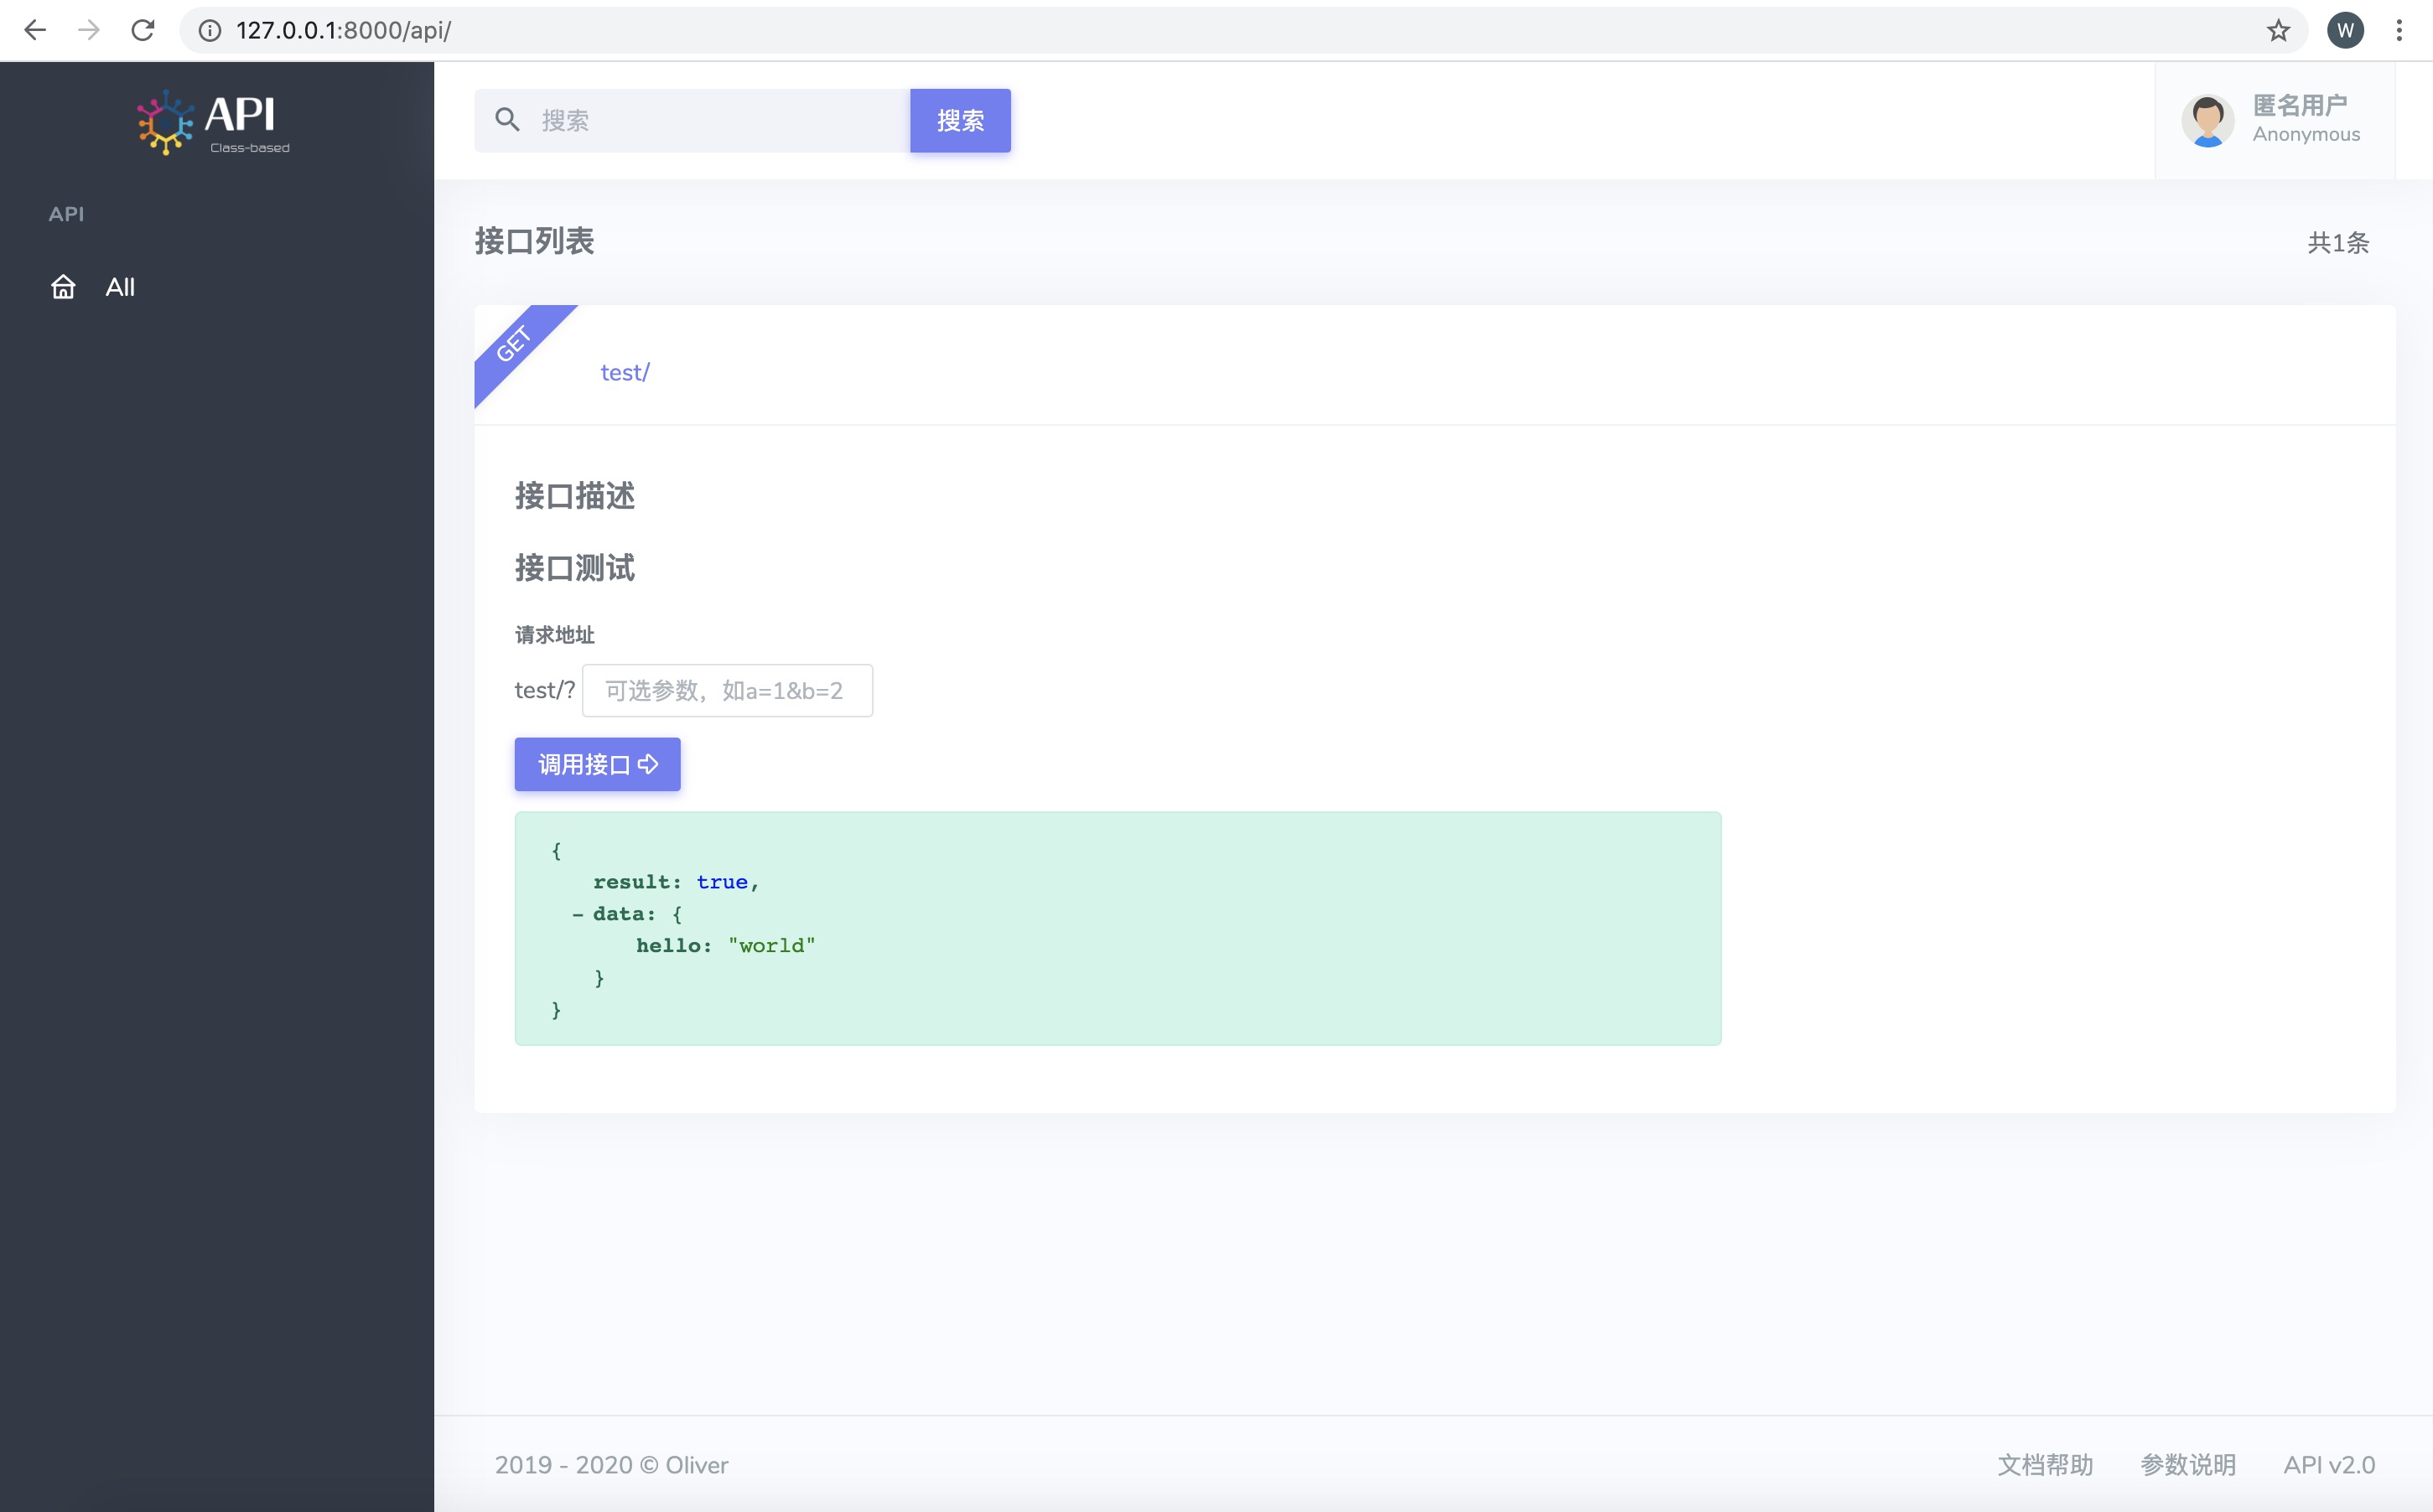 127.0.0.1:8000/api/
W
API
Class-based
搜索
搜索
匿名用户
Anonymous
API
All
接口列表
共1条
GET
test/
接口描述
接口测试
请求地址
test/? 可选参数，如a=1&b=2
调用接口
{
result: true,
- data: {
hello: "world"
}
}
2019 - 2020 © Oliver
文档帮助
参数说明
API v2.0